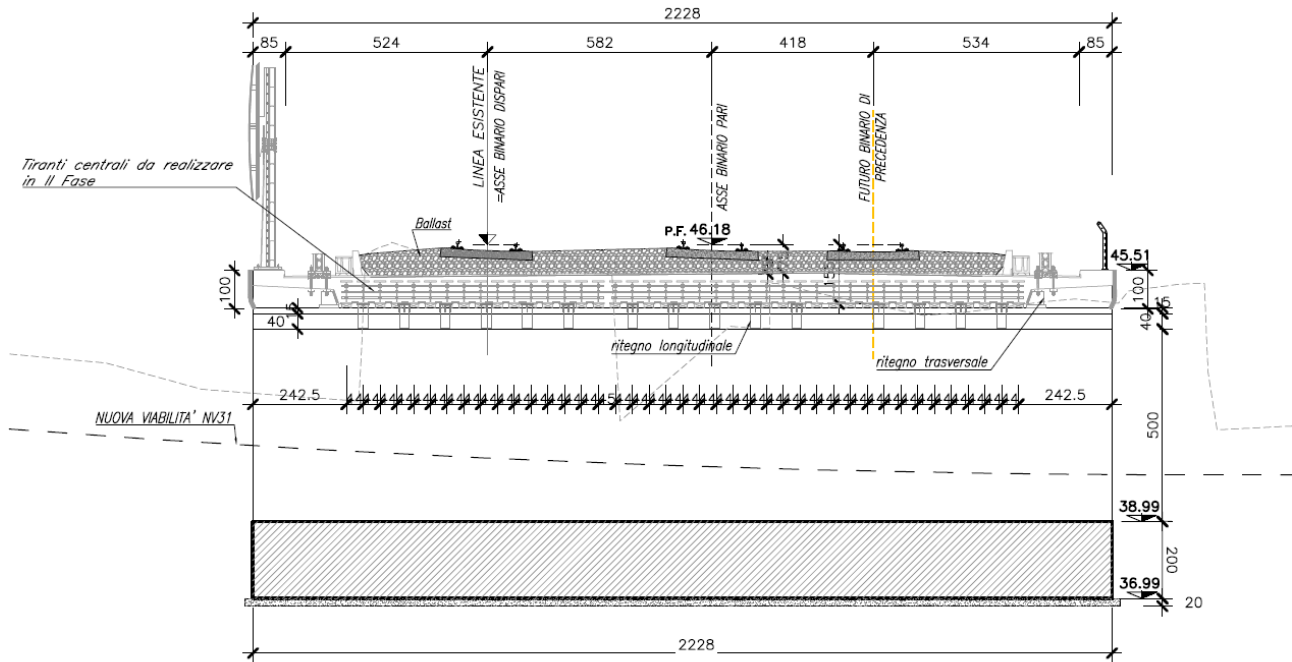 2228
85
524
582
418
534
85
LINEA ESISTENTE
=ASSE BINARIO DISPARI
ASSE BINARIO PARI
FUTURO BINARIO DI
PRECEDENZA
Tiranti centrali da realizzare
in II Fase
Ballast
P.F. 46.18
45.51
100
15
40
100
15
40
ritegno longitudinale
ritegno trasversale
242.5
242.5
NUOVA VIABILITA' NV31
500
38.99
200
36.99
20
2228